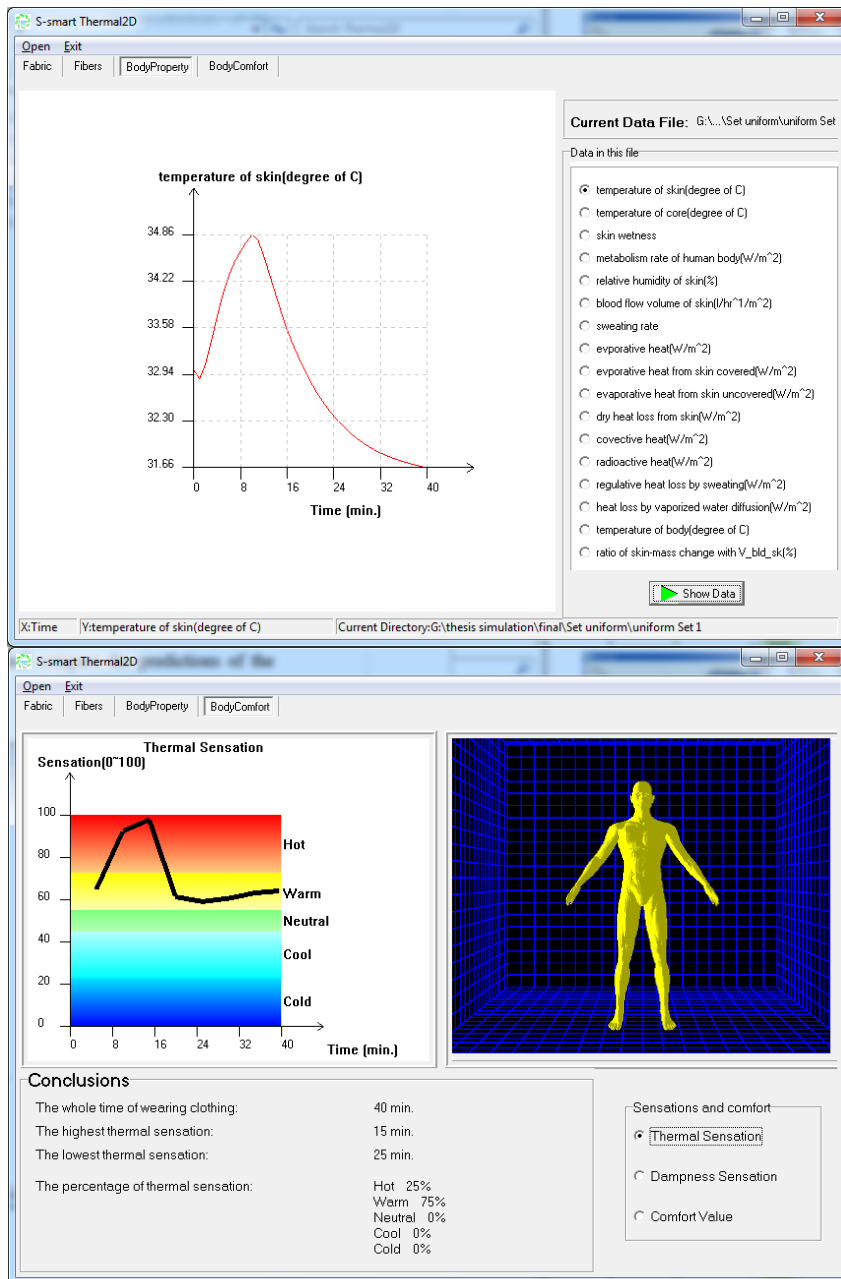 S-smart Thermal2D
Open Exit
Fabric Fibers BodyProperty BodyComfort
temperature of skin(degree of C)
34.86
34.22
33.58
32.94
32.30
31.66
0 8 16 24 32 40
Time (min.)
Current Data File: G:\...\Set uniform\uniform Set
Data in this file
temperature of skin(degree of C)
temperature of core(degree of C)
skin wetness
metabolism rate of human body(W/m^2)
relative humidity of skin(%)
blood flow volume of skin(l/hr^1/m^2)
sweating rate
evporative heat(W/m^2)
evporative heat from skin covered(W/m^2)
evaporative heat from skin uncovered(W/m^2)
dry heat loss from skin(W/m^2)
covective heat(W/m^2)
radioactive heat(W/m^2)
regulative heat loss by sweating(W/m^2)
heat loss by vaporized water diffusion(W/m^2)
temperature of body(degree of C)
ratio of skin-mass change with V_bld_sk(%)
Show Data
X:Time Y:temperature of skin(degree of C) Current Directory:G:\thesis simulation\final\Set uniform\uniform Set 1
S-smart Thermal2D
of the
Open Exit
Fabric Fibers BodyProperty BodyComfort
Thermal Sensation
Sensation(0~100)
100
80
60
40
20
0
Hot
Warm
Neutral
Cool
Cold
0 8 16 24 32 40
Time (min.)
Conclusions
The whole time of wearing clothing: 40 min.
The highest thermal sensation: 15 min.
The lowest thermal sensation: 25 min.
The percentage of thermal sensation: Hot 25%
Warm 75%
Neutral 0%
Cool 0%
Cold 0%
Sensations and comfort
Thermal Sensation
Dampness Sensation
Comfort Value